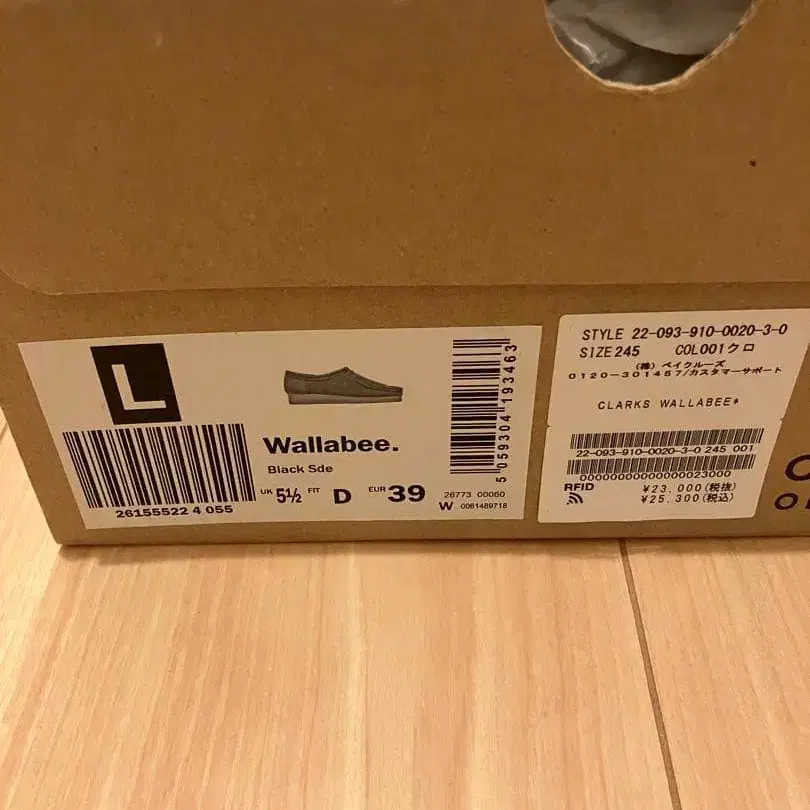 L
26155522 4 055
Wallabee.
Black Sde
UK 5½ FIT D EUR 39
5 059304 193463
26773 00060
W 0061489718
STYLE 22-093-910-0020-3-0
SIZE 245 COL001クロ
(株) ベイクルーズ
0120-301457/カスタマーサポート
CLARKS WALLABEE*
22-093-910-0020-3-0 245 001
00000000000000023000
RFID
¥23,000(税抜)
¥25,300(税込)